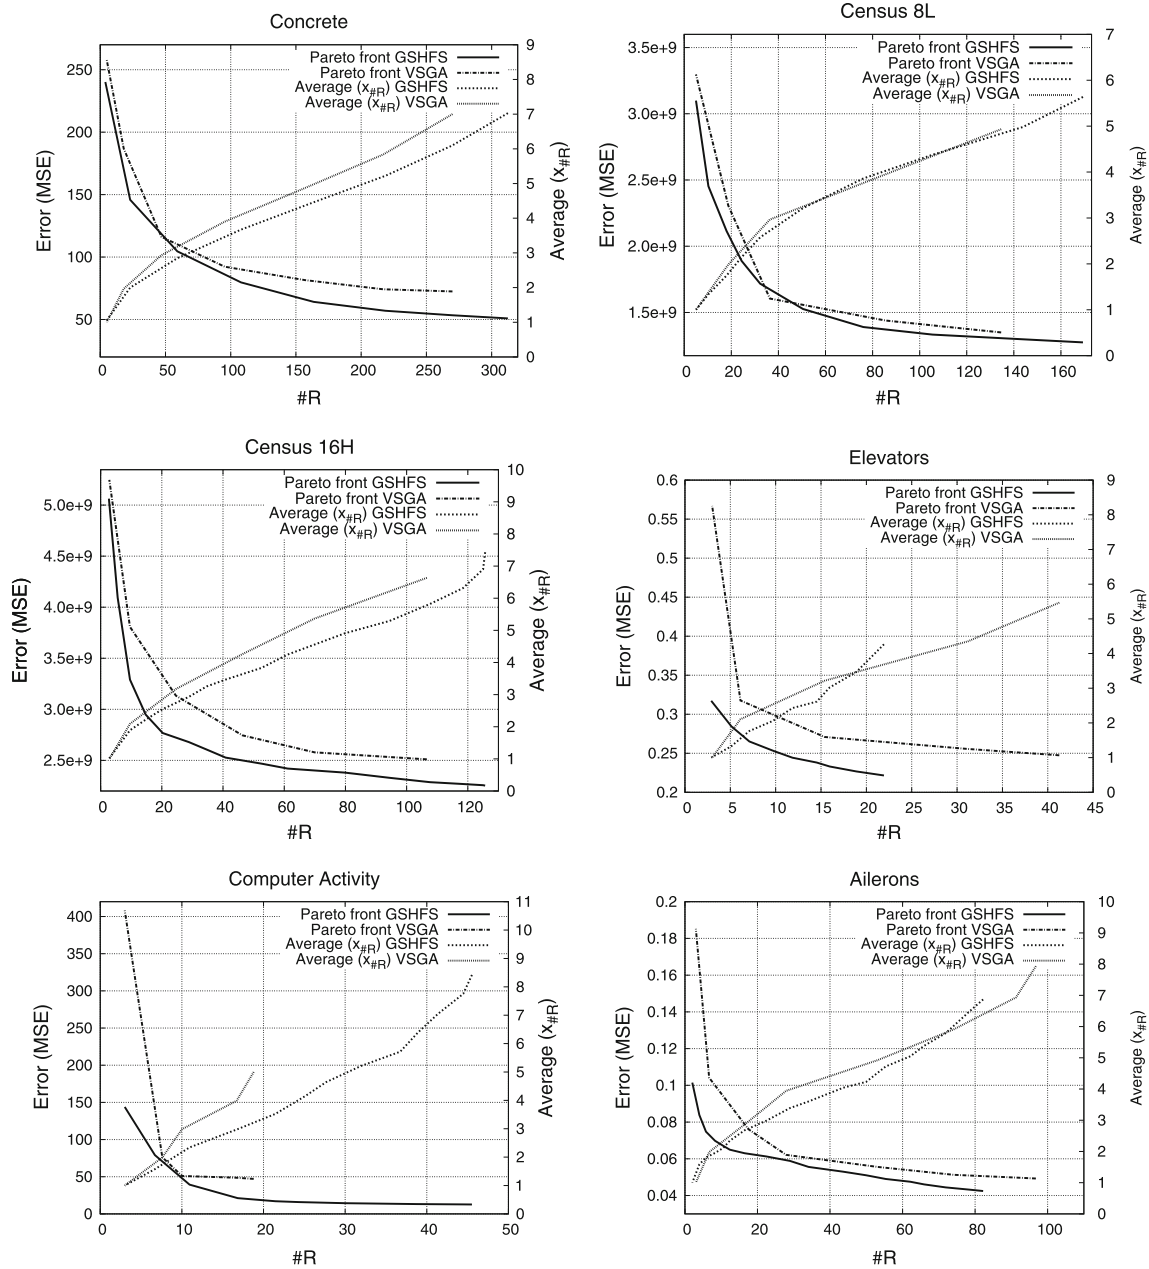 Concrete
Pareto front GSHFS
Pareto front VSGA
Average (x#R) GSHFS
Average (x#R) VSGA
250
200
150
100
50
9
8
7
6
5
4
3
2
1
0
0 50 100 150 200 250 300
Error (MSE)
Average (x#R)
#R
Census 8L
Pareto front GSHFS
Pareto front VSGA
Average (x#R) GSHFS
Average (x#R) VSGA
3.5e+9
3.0e+9
2.5e+9
2.0e+9
1.5e+9
7
6
5
4
3
2
1
0
0 20 40 60 80 100 120 140 160
Error (MSE)
Average (x#R)
#R
Census 16H
Pareto front GSHFS
Pareto front VSGA
Average (x#R) GSHFS
Average (x#R) VSGA
5.0e+9
4.5e+9
4.0e+9
3.5e+9
3.0e+9
2.5e+9
10
9
8
7
6
5
4
3
2
1
0
0 20 40 60 80 100 120
Error (MSE)
Average (x#R)
#R
Elevators
Pareto front GSHFS
Pareto front VSGA
Average (x#R) GSHFS
Average (x#R) VSGA
0.6
0.55
0.5
0.45
0.4
0.35
0.3
0.25
0.2
9
8
7
6
5
4
3
2
1
0
0 5 10 15 20 25 30 35 40 45
Error (MSE)
Average (x#R)
#R
Computer Activity
Pareto front GSHFS
Pareto front VSGA
Average (x#R) GSHFS
Average (x#R) VSGA
400
350
300
250
200
150
100
50
0
11
10
9
8
7
6
5
4
3
2
1
0
0 10 20 30 40 50
Error (MSE)
Average (x#R)
#R
Ailerons
Pareto front GSHFS
Pareto front VSGA
Average (x#R) GSHFS
Average (x#R) VSGA
0.2
0.18
0.16
0.14
0.12
0.1
0.08
0.06
0.04
10
9
8
7
6
5
4
3
2
1
0
0 20 40 60 80 100
Error (MSE)
Average (x#R)
#R